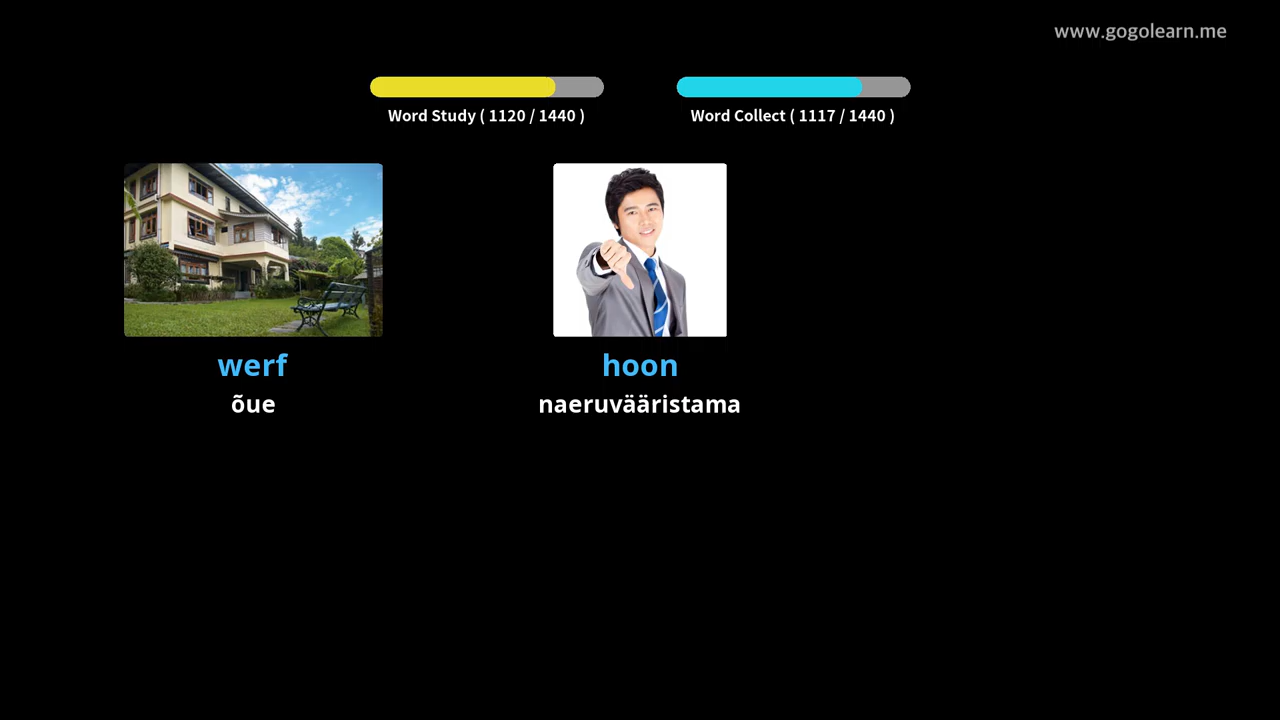 www.gogolearn.me
Word Study ( 1120 / 1440 )
Word Collect ( 1117 / 1440 )
werf
hoon
õue
naeruvääristama